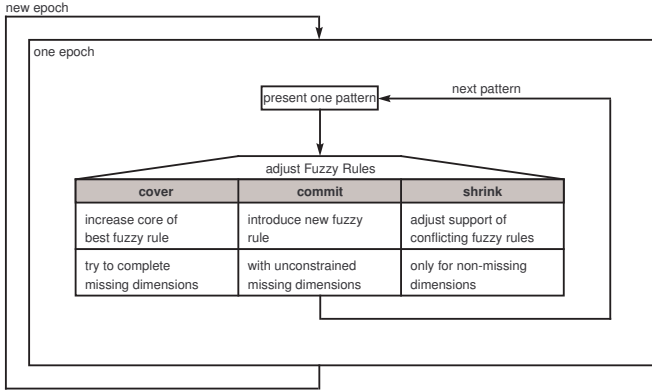 new epoch
one epoch
next pattern
present one pattern
adjust Fuzzy Rules
cover commit shrink
increase core of introduce new fuzzy adjust support of
best fuzzy rule rule conflicting fuzzy rules
try to complete with unconstrained only for non-missing
missing dimensions missing dimensions dimensions